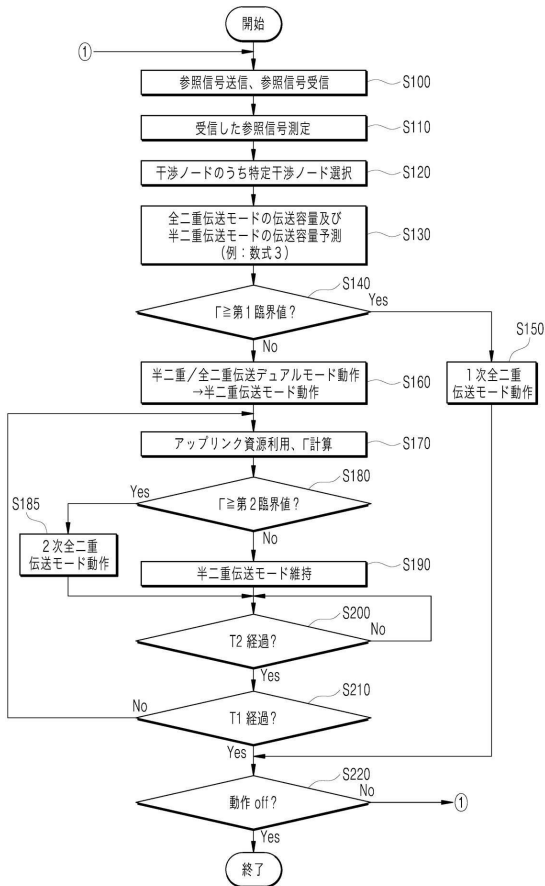 開始
①
参照信号送信、参照信号受信
S100
受信した参照信号測定
S110
干渉ノードのうち特定干渉ノード選択
S120
全二重伝送モードの伝送容量及び
半二重伝送モードの伝送容量予測
(例：数式3)
S130
S140
Γ≧第1臨界値？
Yes
No
S150
1次全二重
伝送モード動作
半二重／全二重伝送デュアルモード動作
→半二重伝送モード動作
S160
アップリンク資源利用、Γ計算
S170
S180
Γ≧第2臨界値？
Yes
No
S185
2次全二重
伝送モード動作
半二重伝送モード維持
S190
S200
T2 経過？
No
Yes
S210
T1 経過？
No
Yes
S220
動作 off？
No
①
Yes
終了